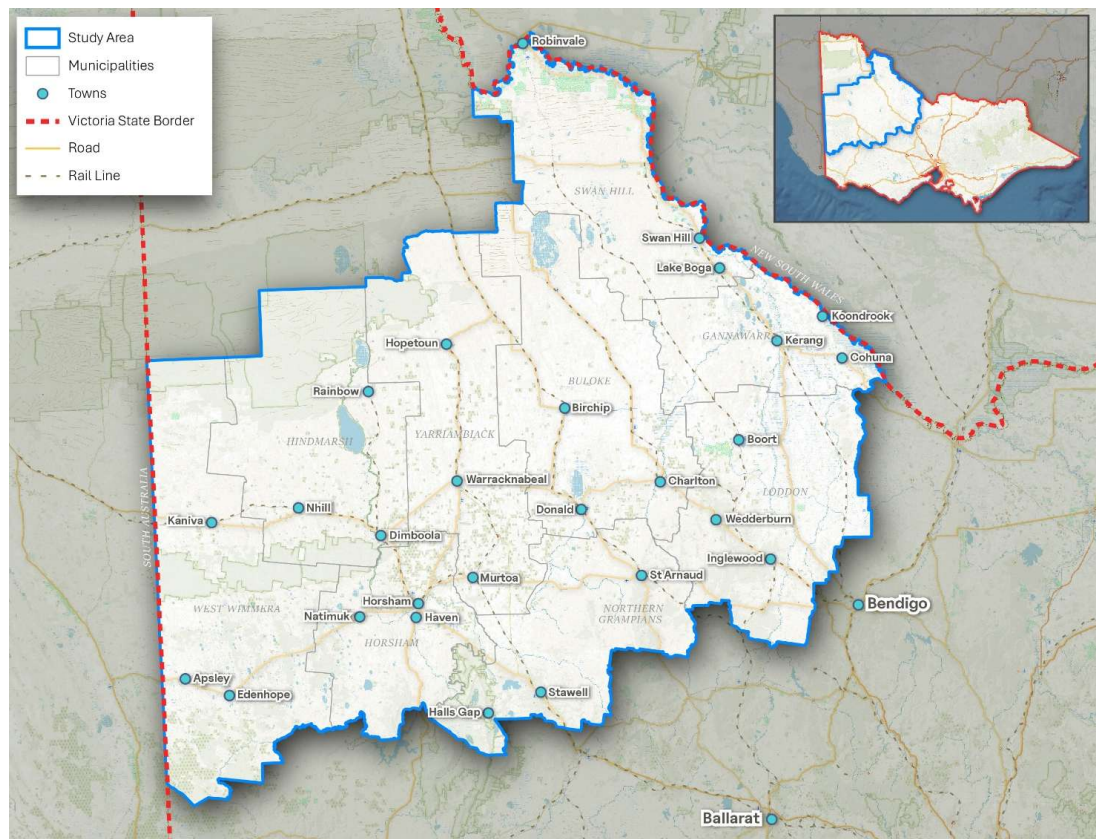 Study Area
Municipalities
Towns
Victoria State Border
Road
Rail Line
Robinvale
SWAN HILL
Swan Hill
Lake Boga
NEW SOUTH WALES
Koondrook
GANNAWARRA
Kerang
Cohuna
Hopetoun
Rainbow
BULOKE
Birchip
HINDMARSH
YARRIAMBIACK
Boort
Warracknabeal
Charlton
LODDON
SOUTH AUSTRALIA
Nhill
Kaniva
Donald
Wedderburn
Dimboola
Inglewood
Murtoa
St Arnaud
Horsham
Bendigo
WEST WIMMERA
Natimuk
Haven
NORTHERN
GRAMPIANS
HORSHAM
Apsley
Edenhope
Stawell
Halls Gap
Ballarat